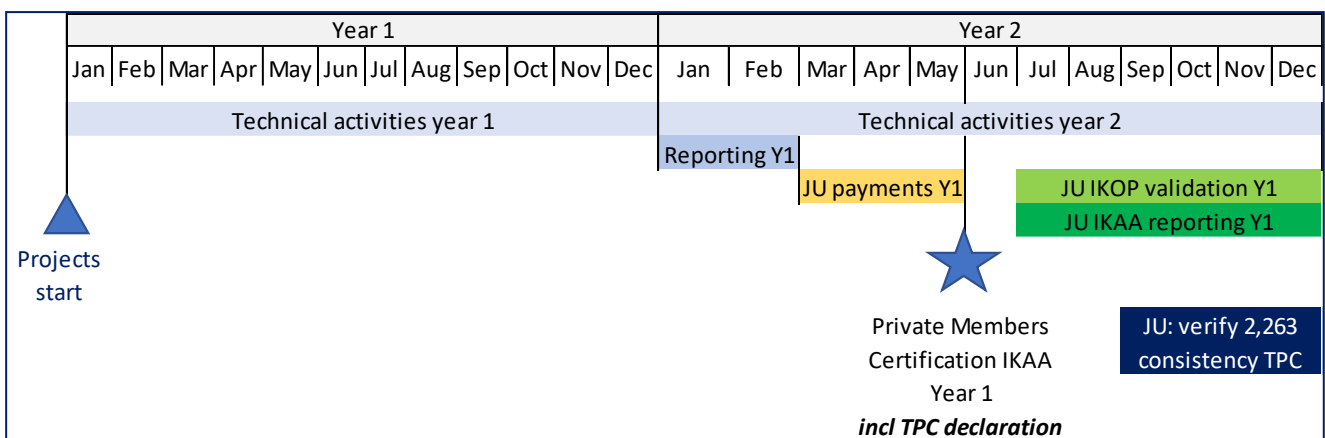 Year 1 Year 2
Jan Feb Mar Apr May Jun Jul Aug Sep Oct Nov Dec Jan Feb Mar Apr May Jun Jul Aug Sep Oct Nov Dec
Technical activities year 1 Technical activities year 2
Reporting Y1
JU payments Y1 JU IKOP validation Y1
JU IKAA reporting Y1
Projects
start
Private Members
Certification IKAA
Year 1
incl TPC declaration
JU: verify 2,263
consistency TPC